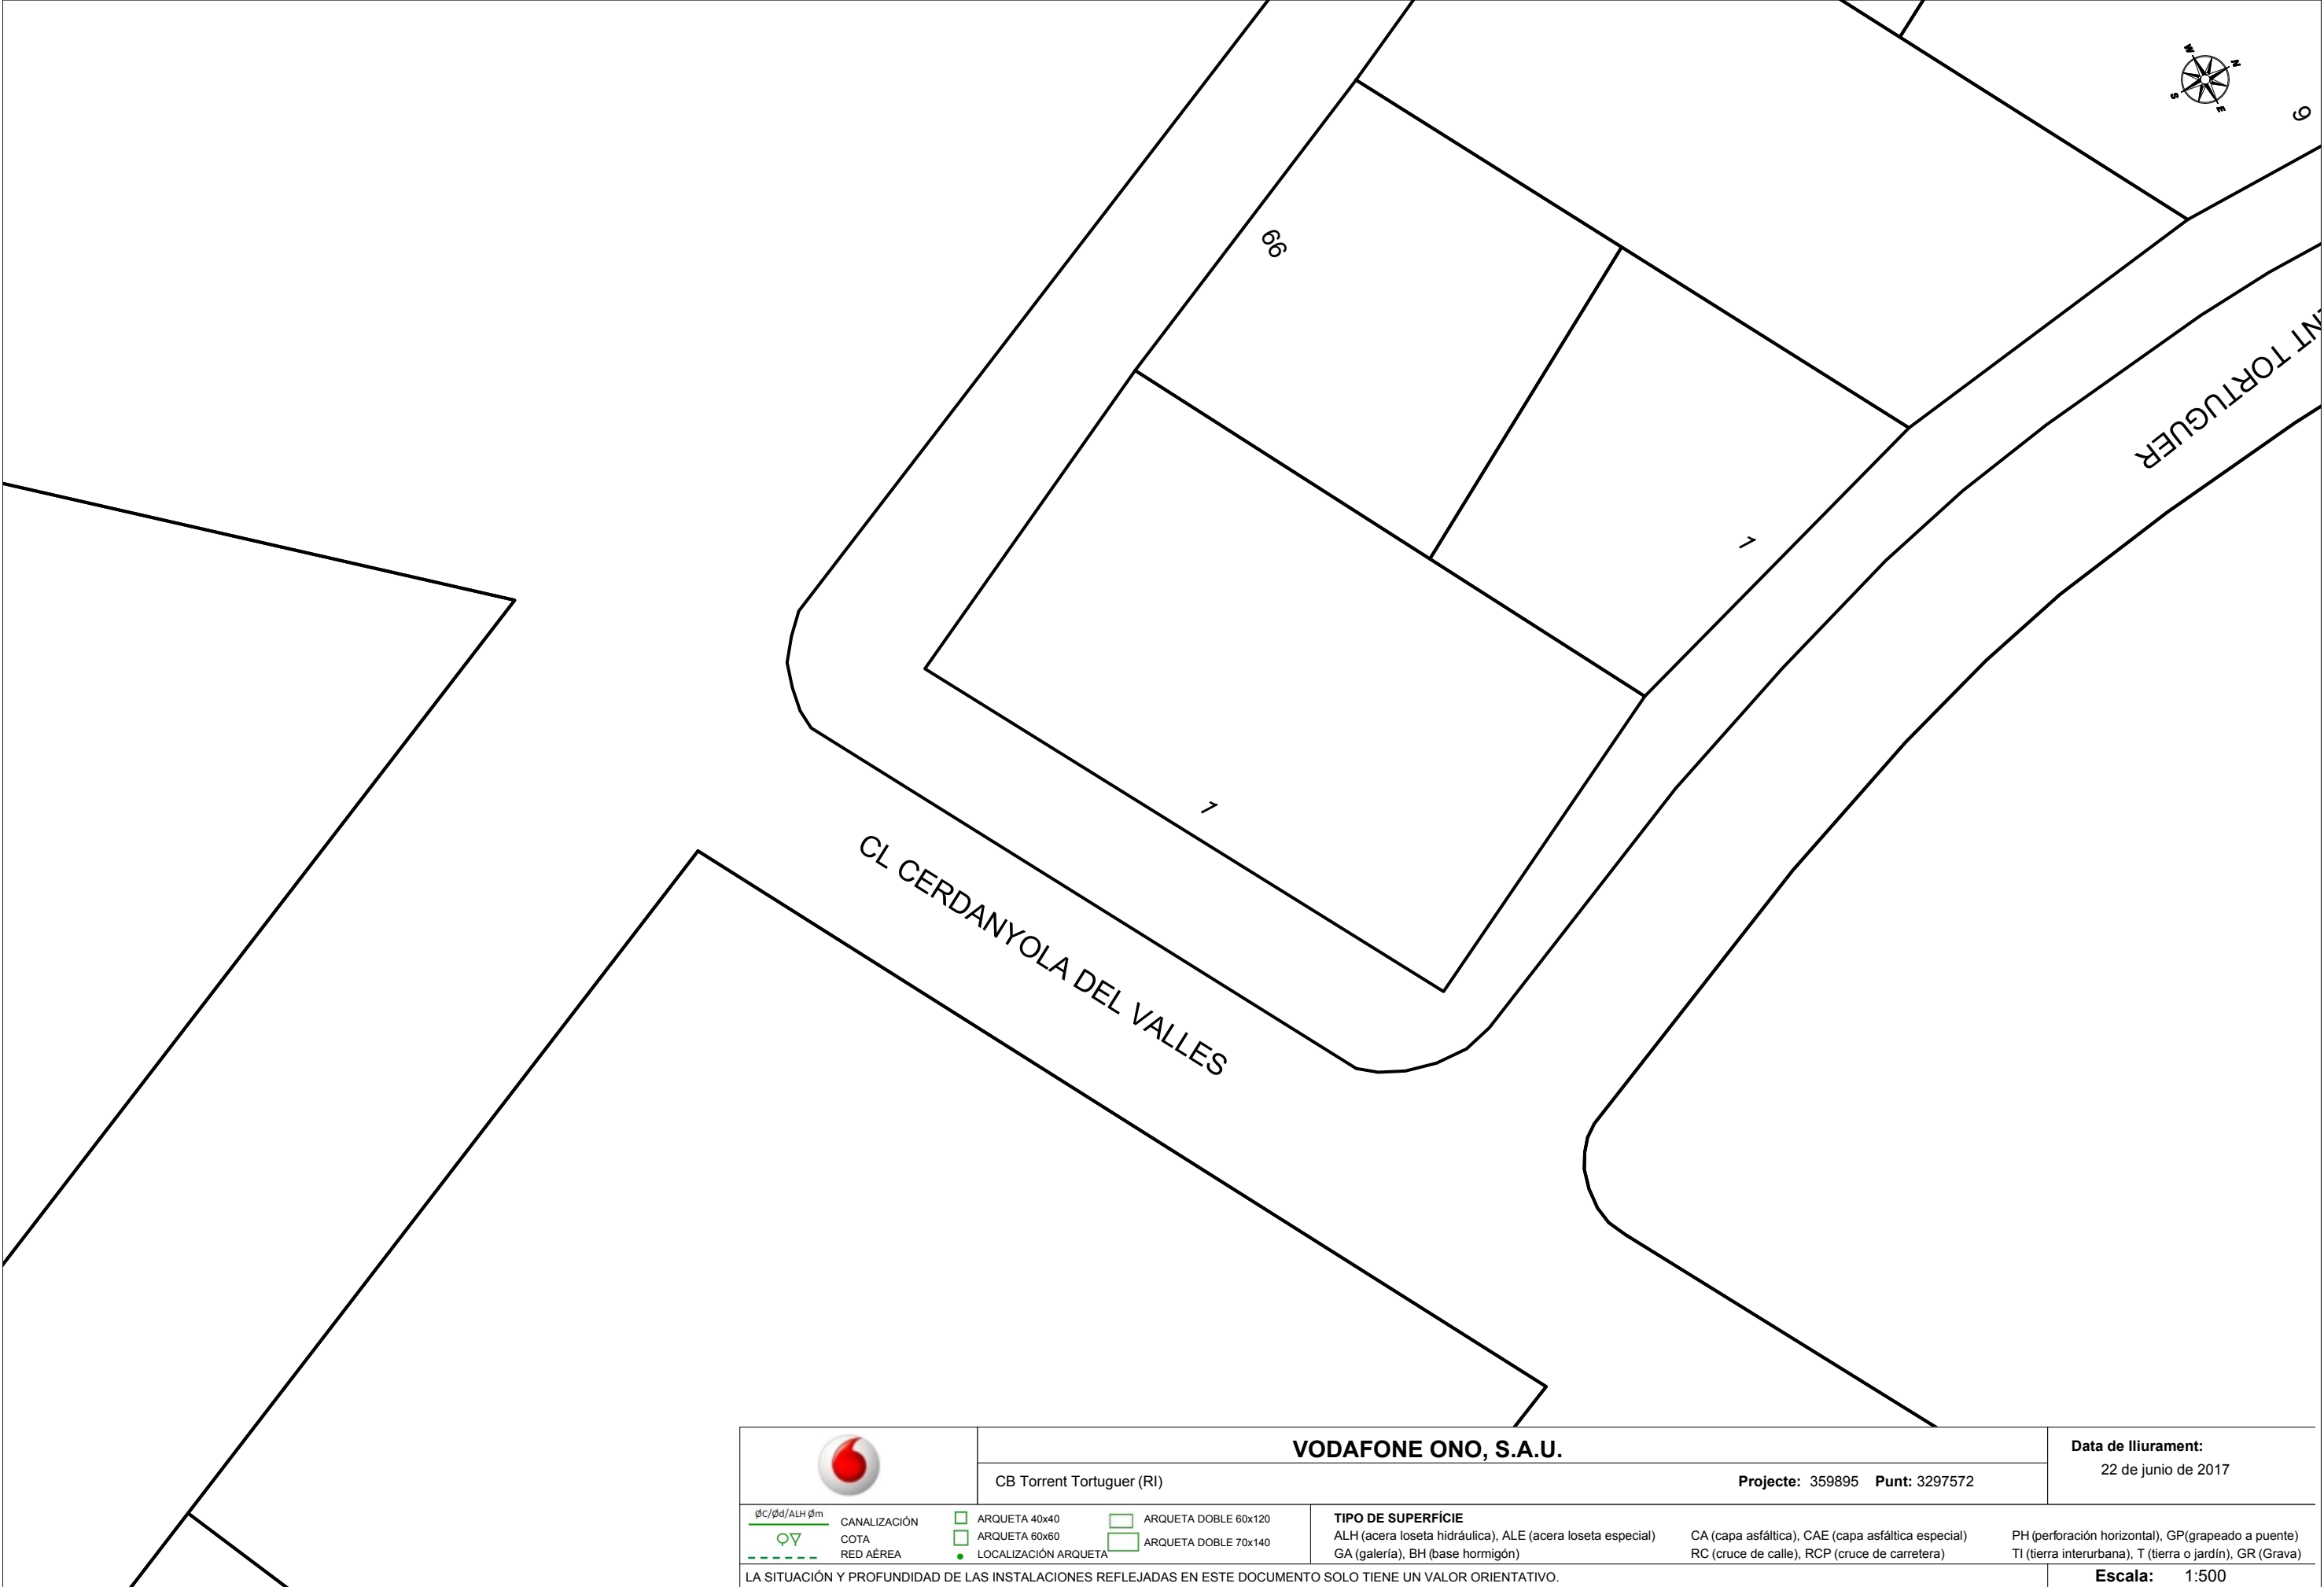 W
N
S
E
9
66
NT TORTUGUER
1
1
CL CERDANYOLA DEL VALLES
VODAFONE ONO, S.A.U.
CB Torrent Tortuguer (RI)
Projecte: 359895 Punt: 3297572
Data de lliurament:
22 de junio de 2017
ØC/Ød/ALH Øm
CANALIZACIÓN
COTA
RED AÉREA
ARQUETA 40x40
ARQUETA 60x60
LOCALIZACIÓN ARQUETA
ARQUETA DOBLE 60x120
ARQUETA DOBLE 70x140
TIPO DE SUPERFÍCIE
ALH (acera loseta hidráulica), ALE (acera loseta especial)
GA (galería), BH (base hormigón)
CA (capa asfáltica), CAE (capa asfáltica especial)
RC (cruce de calle), RCP (cruce de carretera)
PH (perforación horizontal), GP(grapeado a puente)
TI (tierra interurbana), T (tierra o jardín), GR (Grava)
LA SITUACIÓN Y PROFUNDIDAD DE LAS INSTALACIONES REFLEJADAS EN ESTE DOCUMENTO SOLO TIENE UN VALOR ORIENTATIVO.
Escala: 1:500